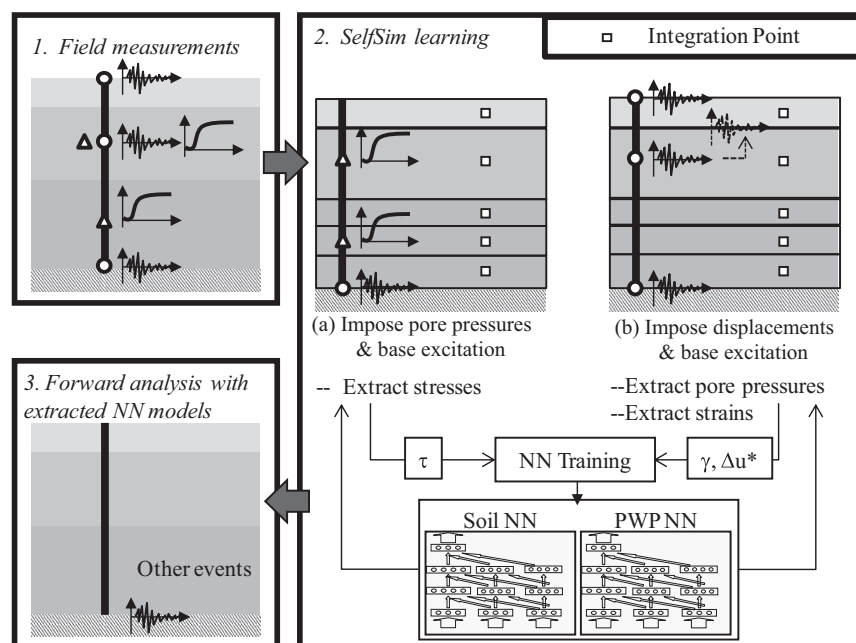 1. Field measurements
2. SelfSim learning
Integration Point
(a) Impose pore pressures
& base excitation
(b) Impose displacements
& base excitation
-- Extract stresses
--Extract pore pressures
--Extract strains
τ
NN Training
γ, Δu*
Soil NN
PWP NN
3. Forward analysis with
extracted NN models
Other events